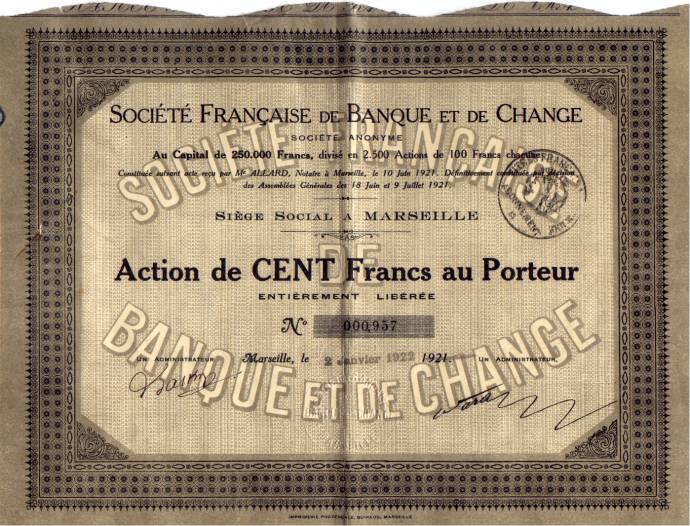 SOCIÉTÉ FRANÇAISE DE BANQUE ET DE CHANGE
SOCIÉTÉ ANONYME
Au Capital de 250.000 Francs, divisé en 2.500 Actions de 100 Francs chacune
Constituée suivant acte reçu par Me ALLARD, Notaire à Marseille, le 10 Juin 1921. Définitivement constituée par décision
des Assemblées Générales des 18 Juin et 9 Juillet 1921.
SIÈGE SOCIAL A MARSEILLE
Action de CENT Francs au Porteur
ENTIÈREMENT LIBÉRÉE
No 000,957
UN ADMINISTRATEUR Marseille, le 2 Janvier 1922 1921. UN ADMINISTRATEUR,
SOCIÉTÉ FRANÇAISE
DE
BANQUE ET DE CHANGE